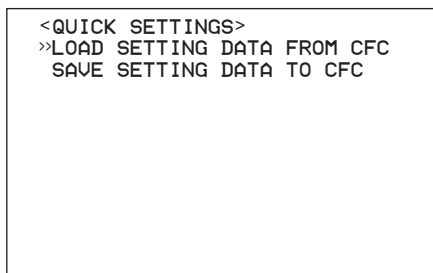 <QUICK SETTINGS>
»LOAD SETTING DATA FROM CFC
SAVE SETTING DATA TO CFC